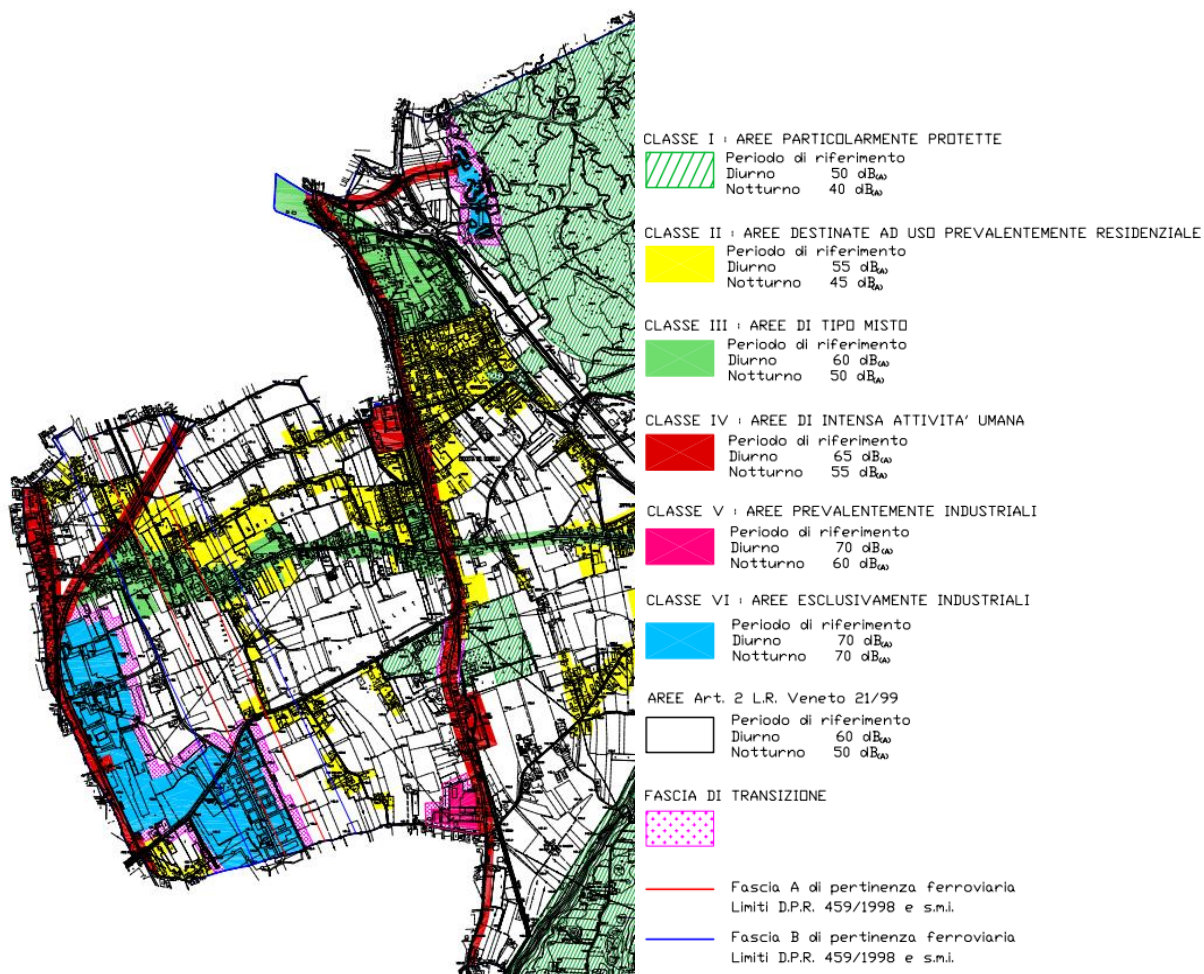 CLASSE I : AREE PARTICOLARMENTE PROTETTE
Periodo di riferimento
Diurno 50 dB(A)
Notturno 40 dB(A)
CLASSE II : AREE DESTINATE AD USO PREVALENTEMENTE RESIDENZIALE
Periodo di riferimento
Diurno 55 dB(A)
Notturno 45 dB(A)
CLASSE III : AREE DI TIPO MISTO
Periodo di riferimento
Diurno 60 dB(A)
Notturno 50 dB(A)
CLASSE IV : AREE DI INTENSA ATTIVITA' UMANA
Periodo di riferimento
Diurno 65 dB(A)
Notturno 55 dB(A)
CLASSE V : AREE PREVALENTEMENTE INDUSTRIALI
Periodo di riferimento
Diurno 70 dB(A)
Notturno 60 dB(A)
CLASSE VI : AREE ESCLUSIVAMENTE INDUSTRIALI
Periodo di riferimento
Diurno 70 dB(A)
Notturno 70 dB(A)
AREE Art. 2 L.R. Veneto 21/99
Periodo di riferimento
Diurno 60 dB(A)
Notturno 50 dB(A)
FASCIA DI TRANSIZIONE
Fascia A di pertinenza ferroviaria
Limiti D.P.R. 459/1998 e s.m.i.
Fascia B di pertinenza ferroviaria
Limiti D.P.R. 459/1998 e s.m.i.